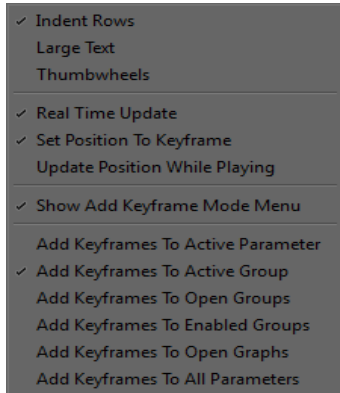 Indent Rows
Large Text
Thumbwheels
Real Time Update
Set Position To Keyframe
Update Position While Playing
Show Add Keyframe Mode Menu
Add Keyframes To Active Parameter
Add Keyframes To Active Group
Add Keyframes To Open Groups
Add Keyframes To Enabled Groups
Add Keyframes To Open Graphs
Add Keyframes To All Parameters